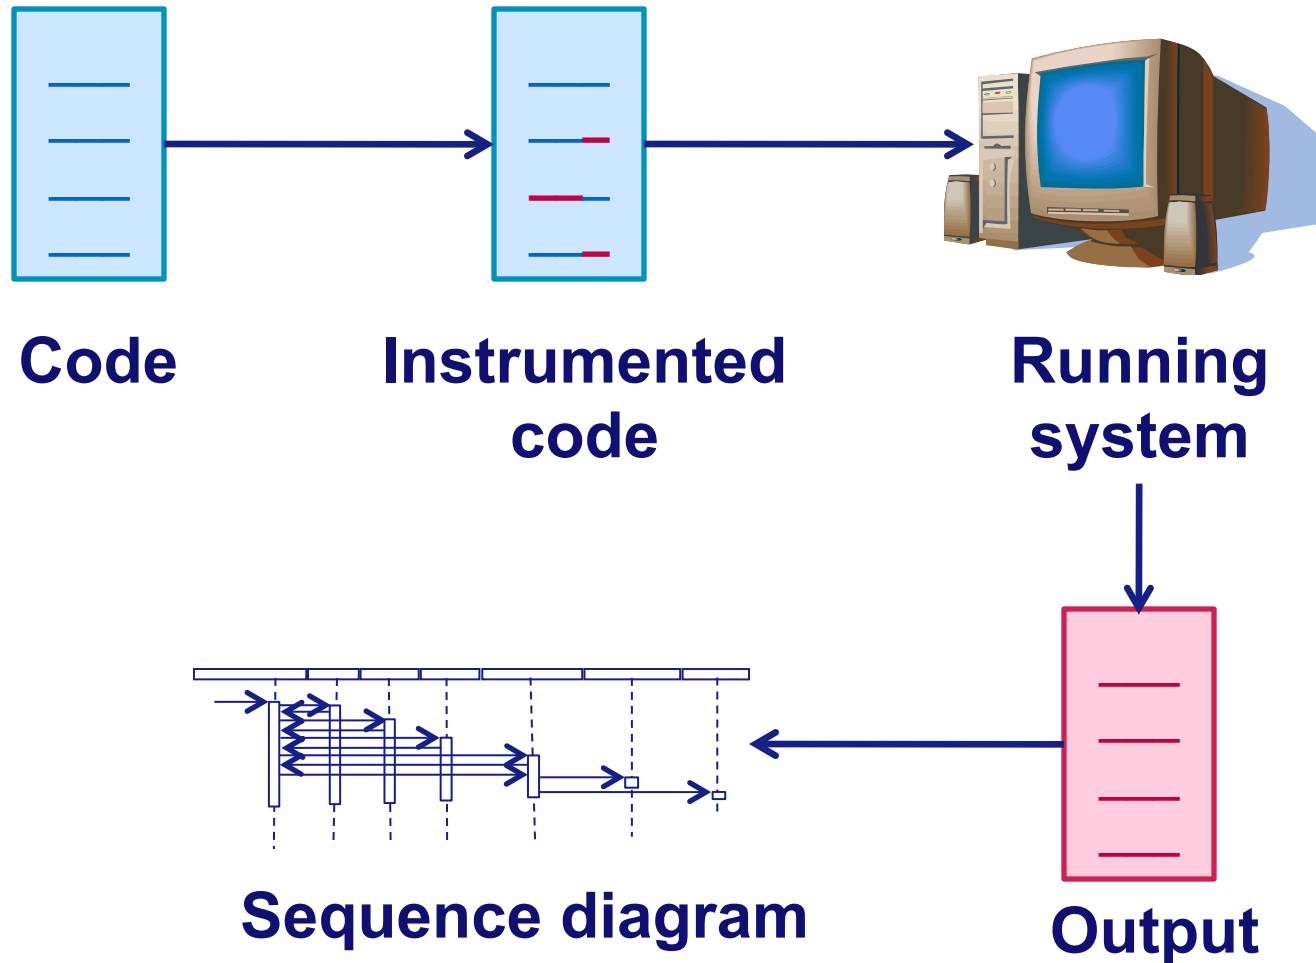 Code
Instrumented
code
Running
system
Sequence diagram
Output